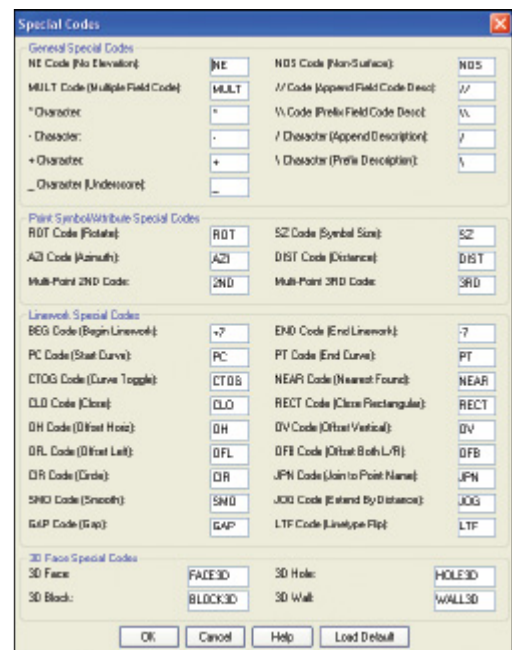 Special Codes
General Special Codes
NE Code (No Elevation): NE NOS Code (Non-Surface): NOS
MULT Code (Multiple Field Code): MULT // Code (Append Field Code Desc): //
* Character: * \\ Code (Prefix Field Code Desc): \\
- Character: - / Character (Append Description): /
+ Character: + \ Character (Prefix Description): \
_ Character (Underscore): _
Point Symbol/Attribute Special Codes
ROT Code (Rotate): ROT SZ Code (Symbol Size): SZ
AZI Code (Azimuth): AZI DIST Code (Distance): DIST
Multi-Point 2ND Code: 2ND Multi-Point 3RD Code: 3RD
Linework Special Codes
BEG Code (Begin Linework): +7 END Code (End Linework): -7
PC Code (Start Curve): PC PT Code (End Curve): PT
CTOG Code (Curve Toggle): CTOG NEAR Code (Nearest Found): NEAR
CLO Code (Close): CLO RECT Code (Close Rectangular): RECT
OH Code (Offset Horiz): OH OV Code (Offset Vertical): OV
OFL Code (Offset Left): OFL OFB Code (Offset Both L/R): OFB
CIR Code (Circle): CIR JPN Code (Join to Point Name): JPN
SMO Code (Smooth): SMO JOG Code (Extend By Distance): JOG
GAP Code (Gap): GAP LTF Code (Linetype Flip): LTF
3D Face Special Codes
3D Face: FACE3D 3D Hole: HOLE3D
3D Block: BLOCK3D 3D Wall: WALL3D
OK Cancel Help Load Default